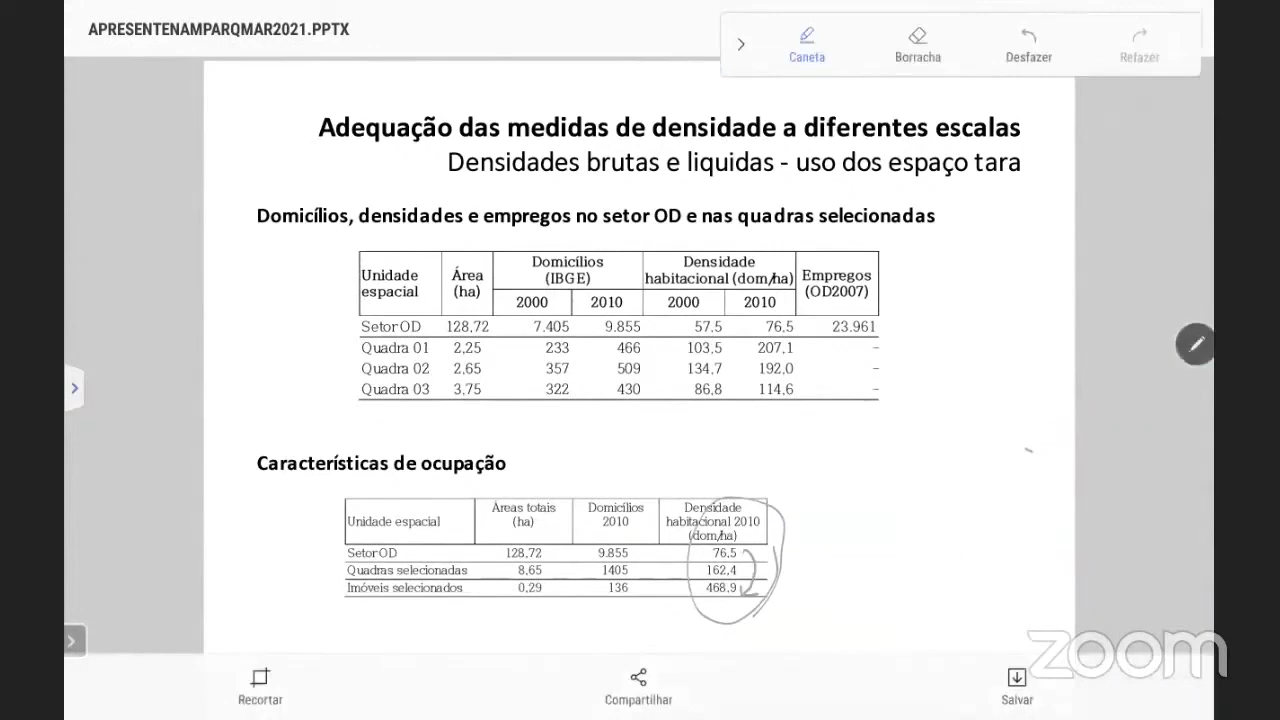 APRESENTENAMPARQMAR2021.PPTX
Caneta Borracha Desfazer Refazer
Adequação das medidas de densidade a diferentes escalas
Densidades brutas e liquidas - uso dos espaço tara
Domicílios, densidades e empregos no setor OD e nas quadras selecionadas
Unidade espacial Área (ha) Domicílios (IBGE) Densidade habitacional (dom/ha) Empregos (OD2007)
2000 2010 2000 2010
Setor OD 128,72 7.405 9.855 57,5 76,5 23.961
Quadra 01 2,25 233 466 103,5 207,1 –
Quadra 02 2,65 357 509 134,7 192,0 –
Quadra 03 3,75 322 430 86,8 114,6 –
Características de ocupação
Unidade espacial Áreas totais (ha) Domicílios 2010 Densidade habitacional 2010 (dom/ha)
Setor OD 128,72 9.855 76,5
Quadras selecionadas 8,65 1405 162,4
Imóveis selecionados 0,29 136 468,9
zoom
Recortar Compartilhar Salvar